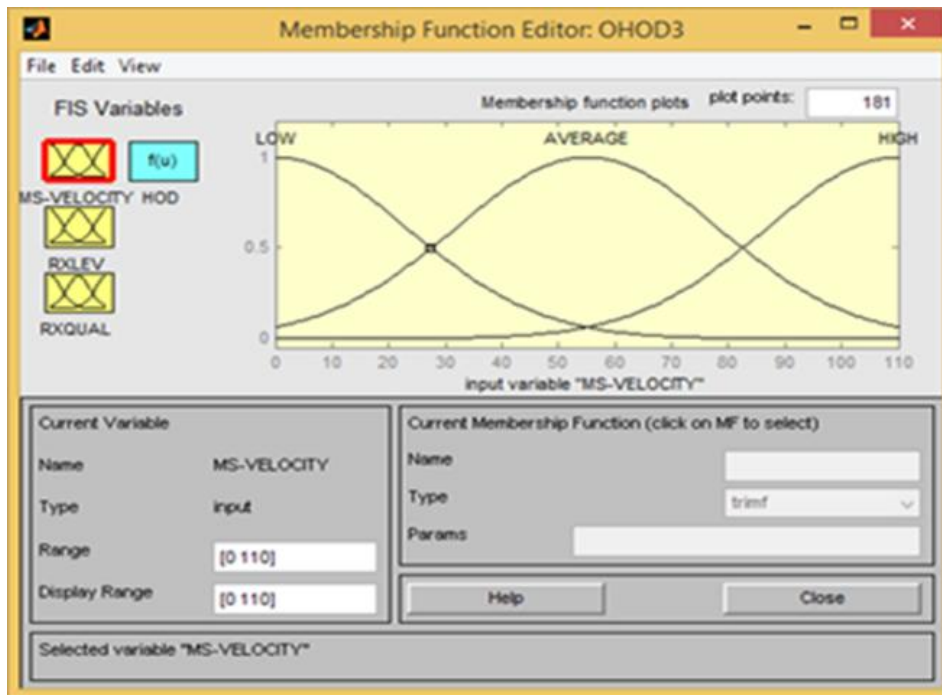 Membership Function Editor: OHOD3
File Edit View
FIS Variables
Membership function plots
plot points:
181
f(u)
MS-VELOCITY
HOD
RXLEV
RXQUAL
LOW
AVERAGE
HIGH
1
0.5
0
0 10 20 30 40 50 60 70 80 90 100 110
input variable "MS-VELOCITY"
Current Variable
Name MS-VELOCITY
Type input
Range [0 110]
Display Range [0 110]
Current Membership Function (click on MF to select)
Name
Type trimf
Params
Help
Close
Selected variable "MS-VELOCITY"